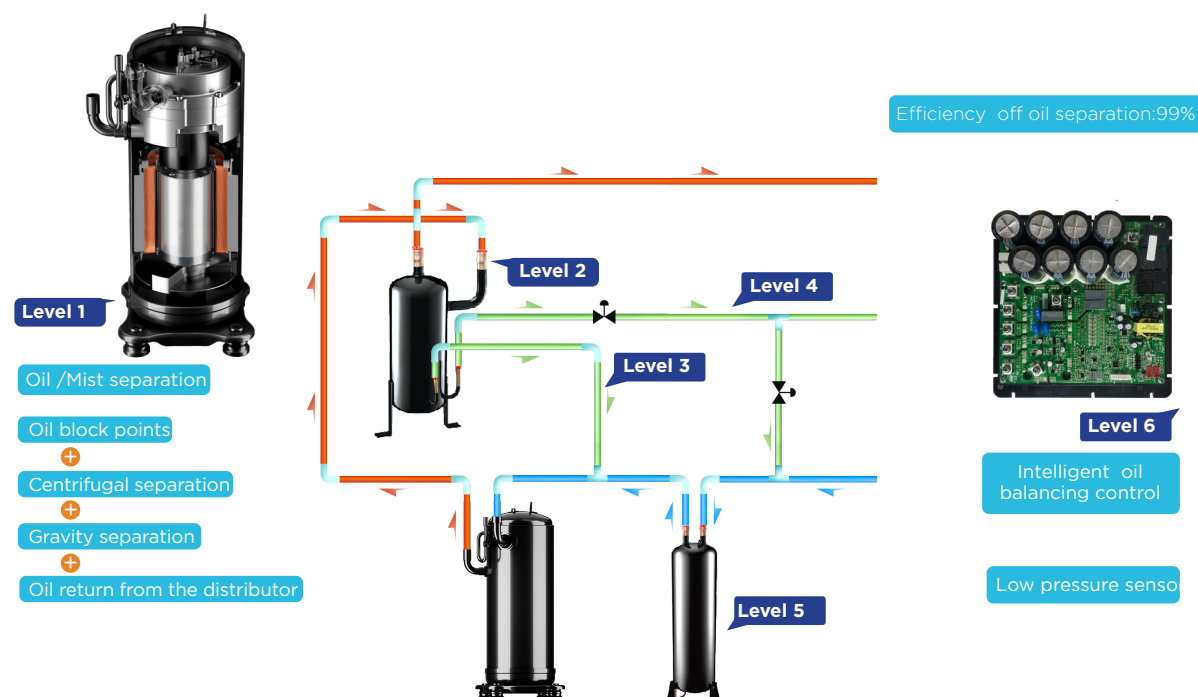 Efficiency  off oil separation:99%
Level 2
Level 4
Level 1
Level 3
Oil /Mist separation
Oil block points
+
Centrifugal separation
+
Gravity separation
+
Oil return from the distributor
Level 5
Level 6
Intelligent  oil
balancing control
Low pressure senso